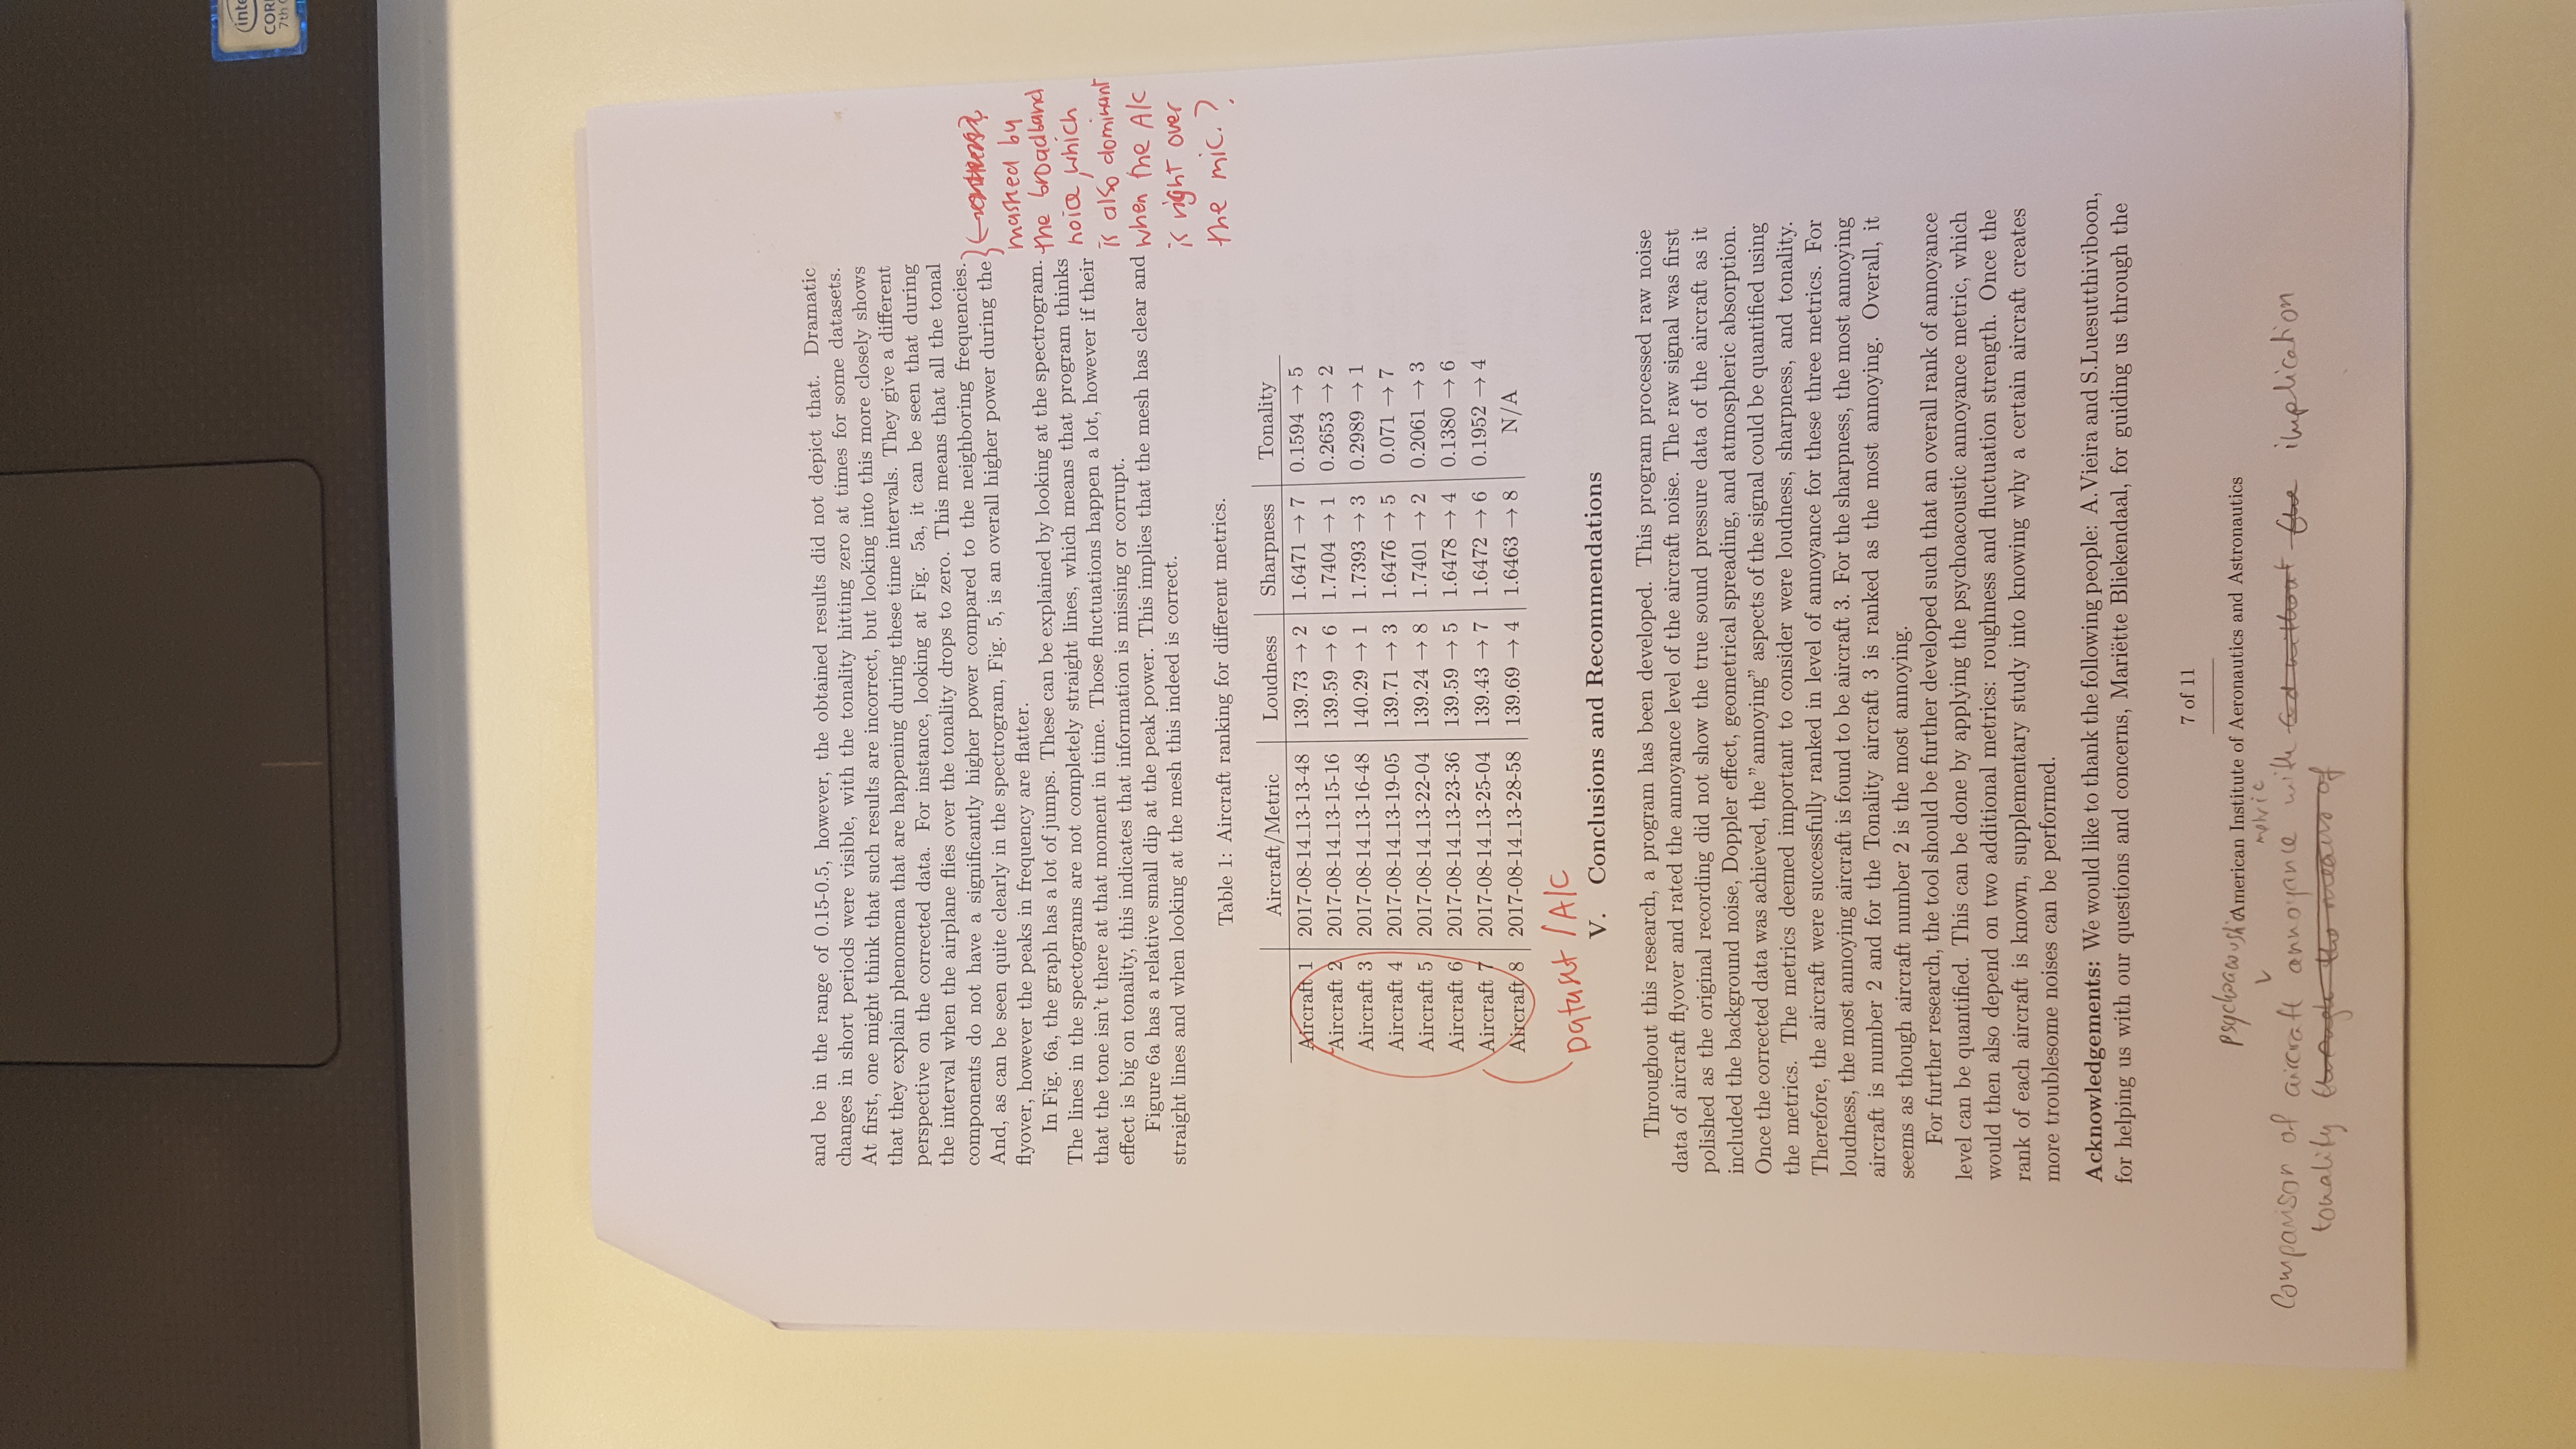 intel
CORE
7th
and be in the range of 0.15-0.5, however, the obtained results did not depict that. Dramatic
changes in short periods were visible, with the tonality hitting zero at times for some datasets.
At first, one might think that such results are incorrect, but looking into this more closely shows
that they explain phenomena that are happening during these time intervals. They give a different
perspective on the corrected data. For instance, looking at Fig. 5a, it can be seen that during
the interval when the airplane flies over the tonality drops to zero. This means that all the tonal
components do not have a significantly higher power compared to the neighboring frequencies.
And, as can be seen quite clearly in the spectrogram, Fig. 5, is an overall higher power during the
flyover, however the peaks in frequency are flatter.
In Fig. 6a, the graph has a lot of jumps. These can be explained by looking at the spectrogram.
The lines in the spectograms are not completely straight lines, which means that program thinks
that the tone isn't there at that moment in time. Those fluctuations happen a lot, however if their
effect is big on tonality, this indicates that information is missing or corrupt.
Figure 6a has a relative small dip at the peak power. This implies that the mesh has clear and
straight lines and when looking at the mesh this indeed is correct.
masked by
the broadband
noise, which
is also dominant
when the A/C
is right over
the mic.?
Table 1: Aircraft ranking for different metrics.
Aircraft/Metric Loudness Sharpness Tonality
Aircraft 1 2017-08-14_13-13-48 139.73 → 2 1.6471 → 7 0.1594 → 5
Aircraft 2 2017-08-14_13-15-16 139.59 → 6 1.7404 → 1 0.2653 → 2
Aircraft 3 2017-08-14_13-16-48 140.29 → 1 1.7393 → 3 0.2989 → 1
Aircraft 4 2017-08-14_13-19-05 139.71 → 3 1.6476 → 5 0.071 → 7
Aircraft 5 2017-08-14_13-22-04 139.24 → 8 1.7401 → 2 0.2061 → 3
Aircraft 6 2017-08-14_13-23-36 139.59 → 5 1.6478 → 4 0.1380 → 6
Aircraft 7 2017-08-14_13-25-04 139.43 → 7 1.6472 → 6 0.1952 → 4
Aircraft 8 2017-08-14_13-28-58 139.69 → 4 1.6463 → 8 N/A
Dataset / A/C
V. Conclusions and Recommendations
Throughout this research, a program has been developed. This program processed raw noise
data of aircraft flyover and rated the annoyance level of the aircraft noise. The raw signal was first
polished as the original recording did not show the true sound pressure data of the aircraft as it
included the background noise, Doppler effect, geometrical spreading, and atmospheric absorption.
Once the corrected data was achieved, the "annoying" aspects of the signal could be quantified using
the metrics. The metrics deemed important to consider were loudness, sharpness, and tonality.
Therefore, the aircraft were successfully ranked in level of annoyance for these three metrics. For
loudness, the most annoying aircraft is found to be aircraft 3. For the sharpness, the most annoying
aircraft is number 2 and for the Tonality aircraft 3 is ranked as the most annoying. Overall, it
seems as though aircraft number 2 is the most annoying.
For further research, the tool should be further developed such that an overall rank of annoyance
level can be quantified. This can be done by applying the psychoacoustic annoyance metric, which
would then also depend on two additional metrics: roughness and fluctuation strength. Once the
rank of each aircraft is known, supplementary study into knowing why a certain aircraft creates
more troublesome noises can be performed.
Acknowledgements: We would like to thank the following people: A.Vieira and S.Luesutthiviboon,
for helping us with our questions and concerns, Mariëtte Bliekendaal, for guiding us through the
7 of 11
American Institute of Aeronautics and Astronautics
psychoacoustic
metric
Comparison of aircraft annoyance with and without the implication
tonality through the means of